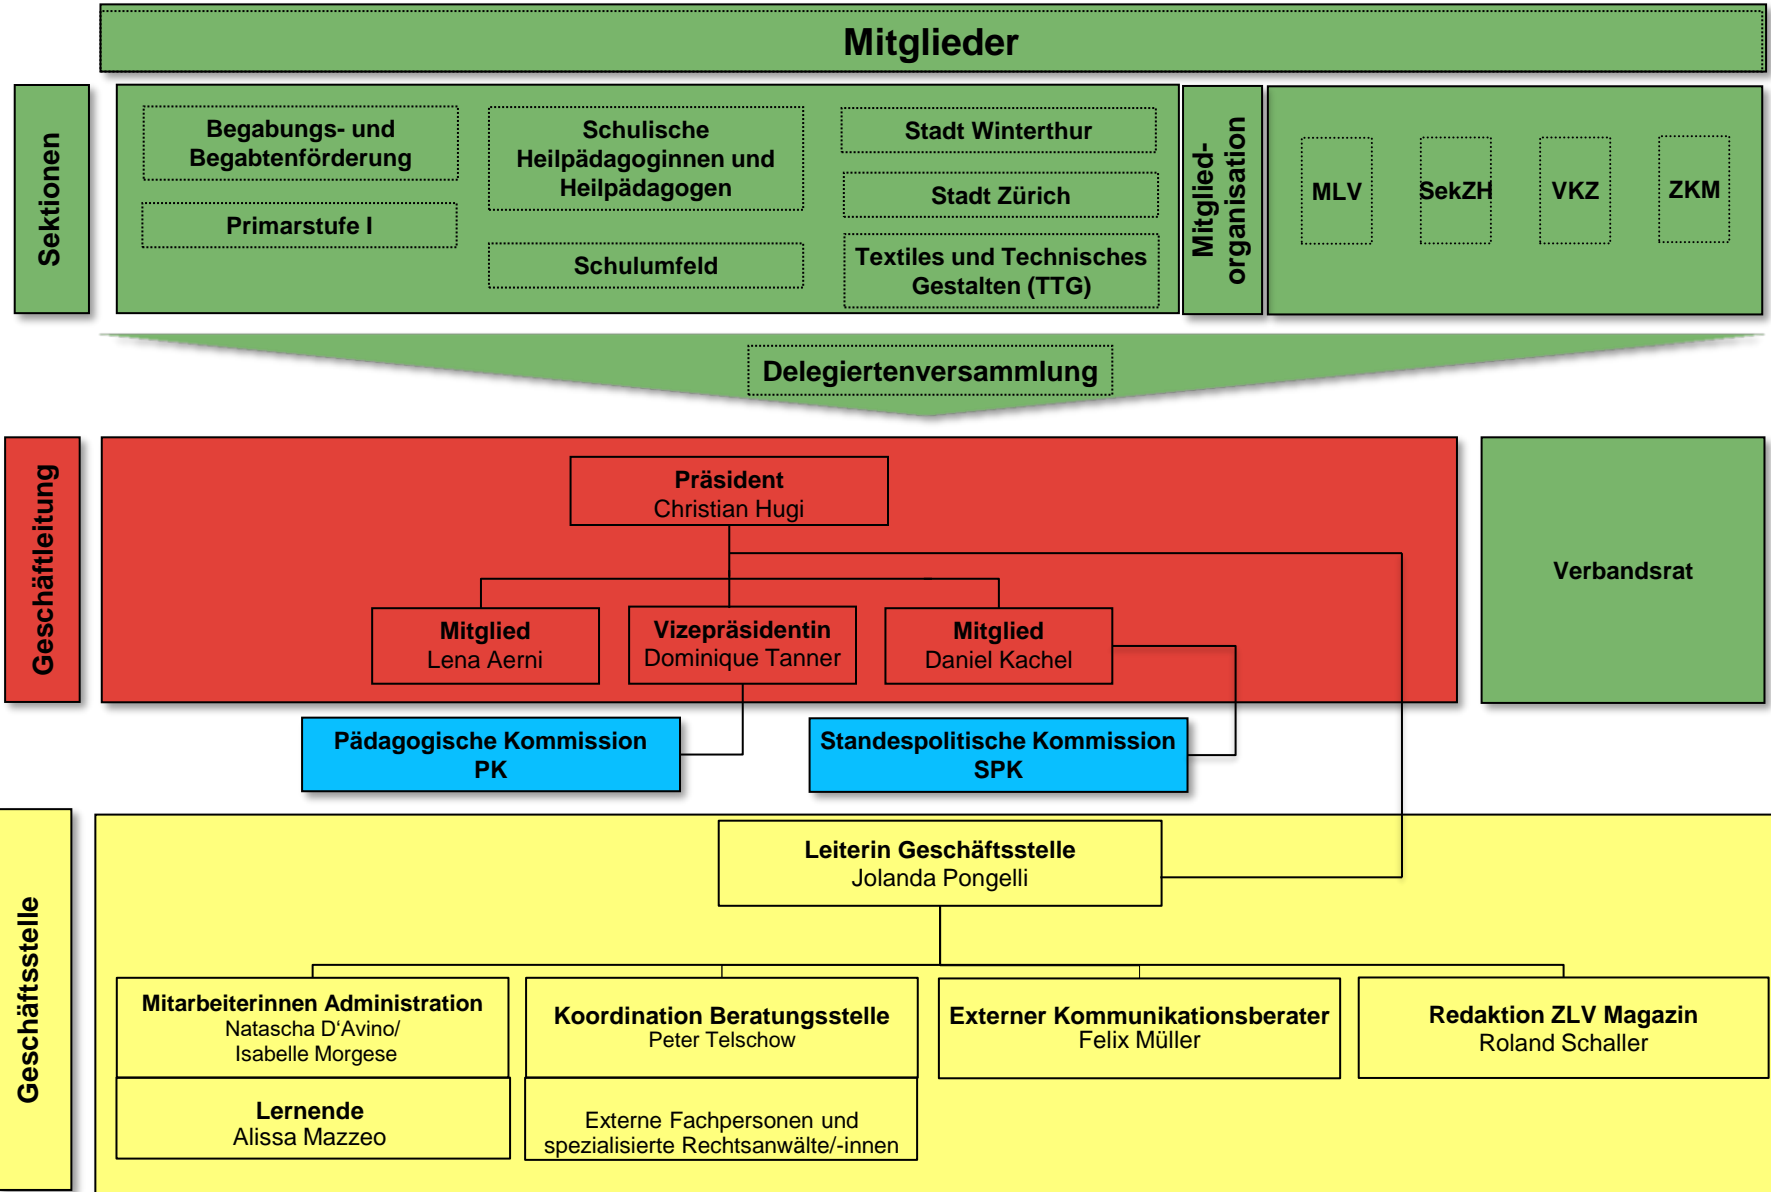 Mitglieder
Sektionen
Begabungs- und
Begabtenförderung
Primarstufe I
Schulische
Heilpädagoginnen und
Heilpädagogen
Schulumfeld
Stadt Winterthur
Stadt Zürich
Textiles und Technisches
Gestalten (TTG)
Mitglied-
organisation
MLV
SekZH
VKZ
ZKM
Delegiertenversammlung
Geschäftleitung
Präsident
Christian Hugi
Mitglied
Lena Aerni
Vizepräsidentin
Dominique Tanner
Mitglied
Daniel Kachel
Verbandsrat
Pädagogische Kommission
PK
Standespolitische Kommission
SPK
Geschäftsstelle
Leiterin Geschäftsstelle
Jolanda Pongelli
Mitarbeiterinnen Administration
Natascha D‘Avino/
Isabelle Morgese
Lernende
Alissa Mazzeo
Koordination Beratungsstelle
Peter Telschow
Externe Fachpersonen und
spezialisierte Rechtsanwälte/-innen
Externer Kommunikationsberater
Felix Müller
Redaktion ZLV Magazin
Roland Schaller